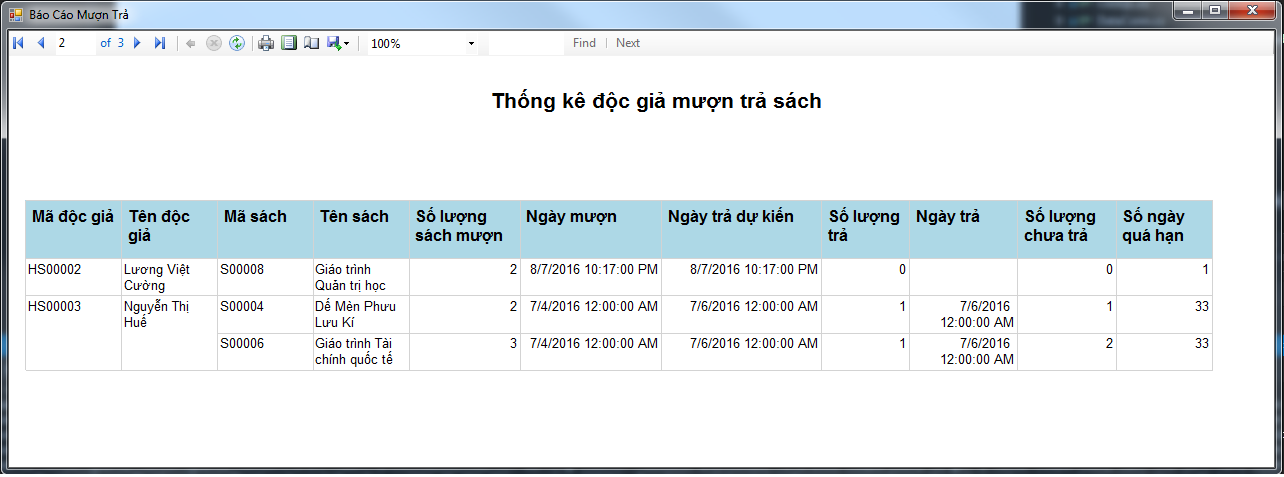 Báo Cáo Mượn Trả
2 of 3 100% Find | Next
Thống kê độc giả mượn trả sách
Mã độc giả Tên độc giả Mã sách Tên sách Số lượng sách mượn Ngày mượn Ngày trả dự kiến Số lượng trả Ngày trả Số lượng chưa trả Số ngày quá hạn
HS00002 Lương Việt Cường S00008 Giáo trình Quản trị học 2 8/7/2016 10:17:00 PM 8/7/2016 10:17:00 PM 0 0 1
HS00003 Nguyễn Thị Huế S00004 Dế Mèn Phưu Lưu Kí 2 7/4/2016 12:00:00 AM 7/6/2016 12:00:00 AM 1 7/6/2016 12:00:00 AM 1 33
S00006 Giáo trình Tài chính quốc tế 3 7/4/2016 12:00:00 AM 7/6/2016 12:00:00 AM 1 7/6/2016 12:00:00 AM 2 33